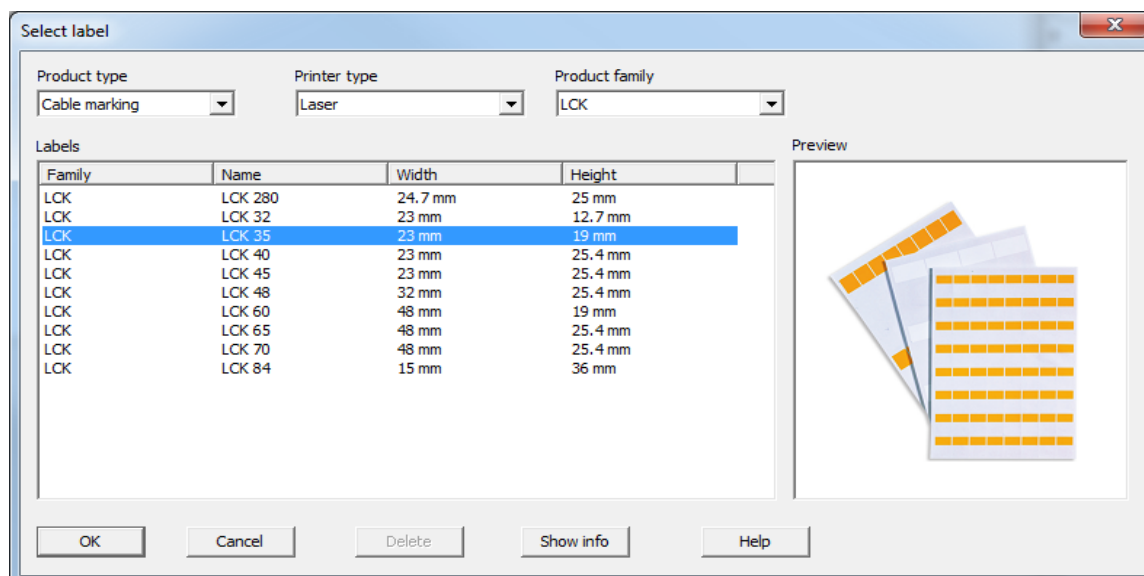 Select label
Product type Printer type Product family
Cable marking Laser LCK
Labels Preview
Family Name Width Height
LCK LCK 280 24.7 mm 25 mm
LCK LCK 32 23 mm 12.7 mm
LCK LCK 35 23 mm 19 mm
LCK LCK 40 23 mm 25.4 mm
LCK LCK 45 23 mm 25.4 mm
LCK LCK 48 32 mm 25.4 mm
LCK LCK 60 48 mm 19 mm
LCK LCK 65 48 mm 25.4 mm
LCK LCK 70 48 mm 25.4 mm
LCK LCK 84 15 mm 36 mm
OK Cancel Delete Show info Help